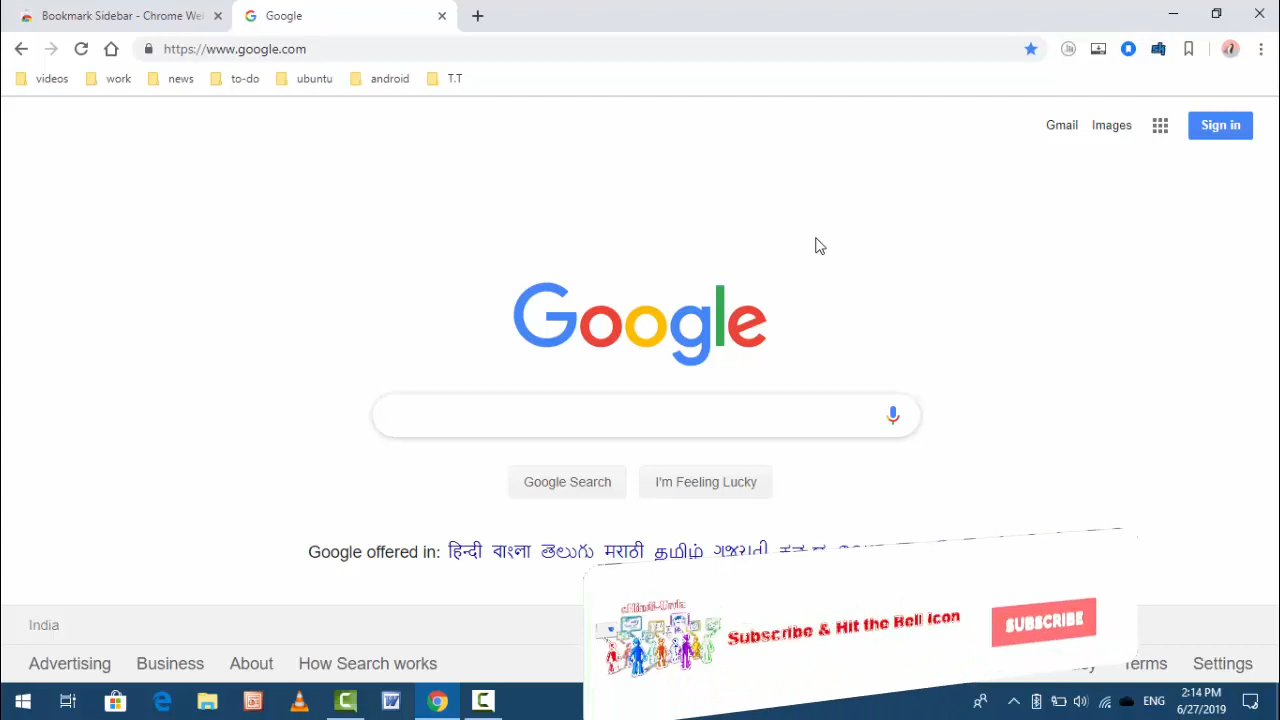 Bookmark Sidebar - Chrome We
Google
https://www.google.com
videos work news to-do ubuntu android T.T
Gmail Images Sign in
Google
Google Search I'm Feeling Lucky
Google offered in: हिन्दी বাংলা తెలుగు मराठी தமிழ் ગુજરાતી
eHindi-Urdu
Subscribe & Hit the Bell Icon SUBSCRIBE
India
Advertising Business About How Search works Terms Settings
ENG 2:14 PM
6/27/2019